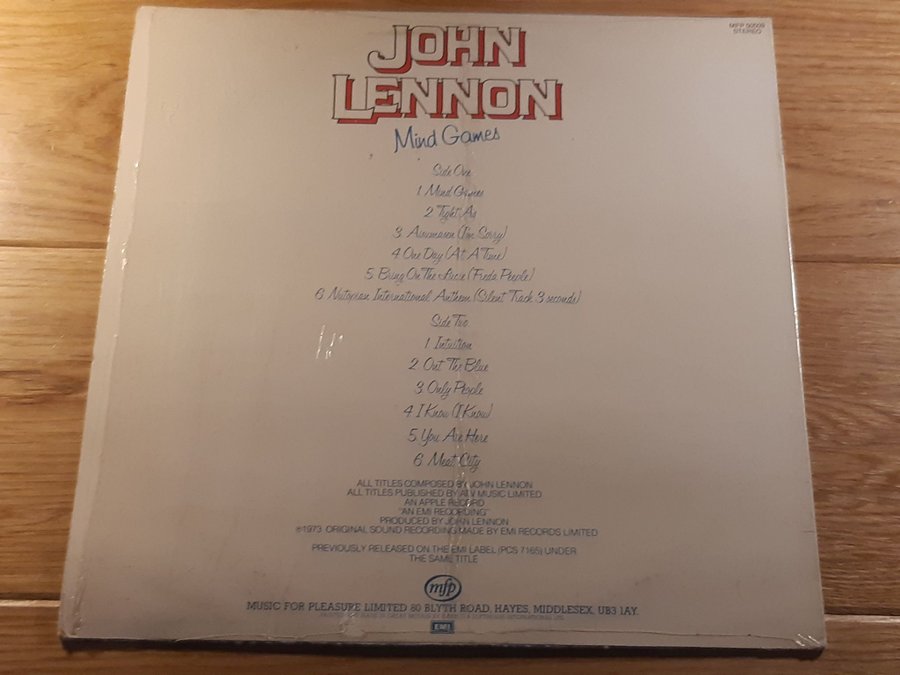 MFP 50509
STEREO
JOHN
LENNON
Mind Games
Side One
1. Mind Games
2. Tight As
3. Aisumasen (I'm Sorry)
4. One Day (At A Time)
5. Bring On The Lucie (Freda People)
6. Nutopian International Anthem (Silent Track 3 seconds)
Side Two
1. Intuition
2. Out The Blue
3. Only People
4. I Know (I Know)
5. You Are Here
6. Meat City
ALL TITLES COMPOSED BY JOHN LENNON
ALL TITLES PUBLISHED BY ATV MUSIC LIMITED
AN APPLE RECORD
"AN EMI RECORDING"
PRODUCED BY JOHN LENNON
℗1973 ORIGINAL SOUND RECORDING MADE BY EMI RECORDS LIMITED
PREVIOUSLY RELEASED ON THE EMI LABEL (PCS 7165) UNDER
THE SAME TITLE
mfp
MUSIC FOR PLEASURE LIMITED 80 BLYTH ROAD, HAYES, MIDDLESEX, UB3 1AY.
EMI